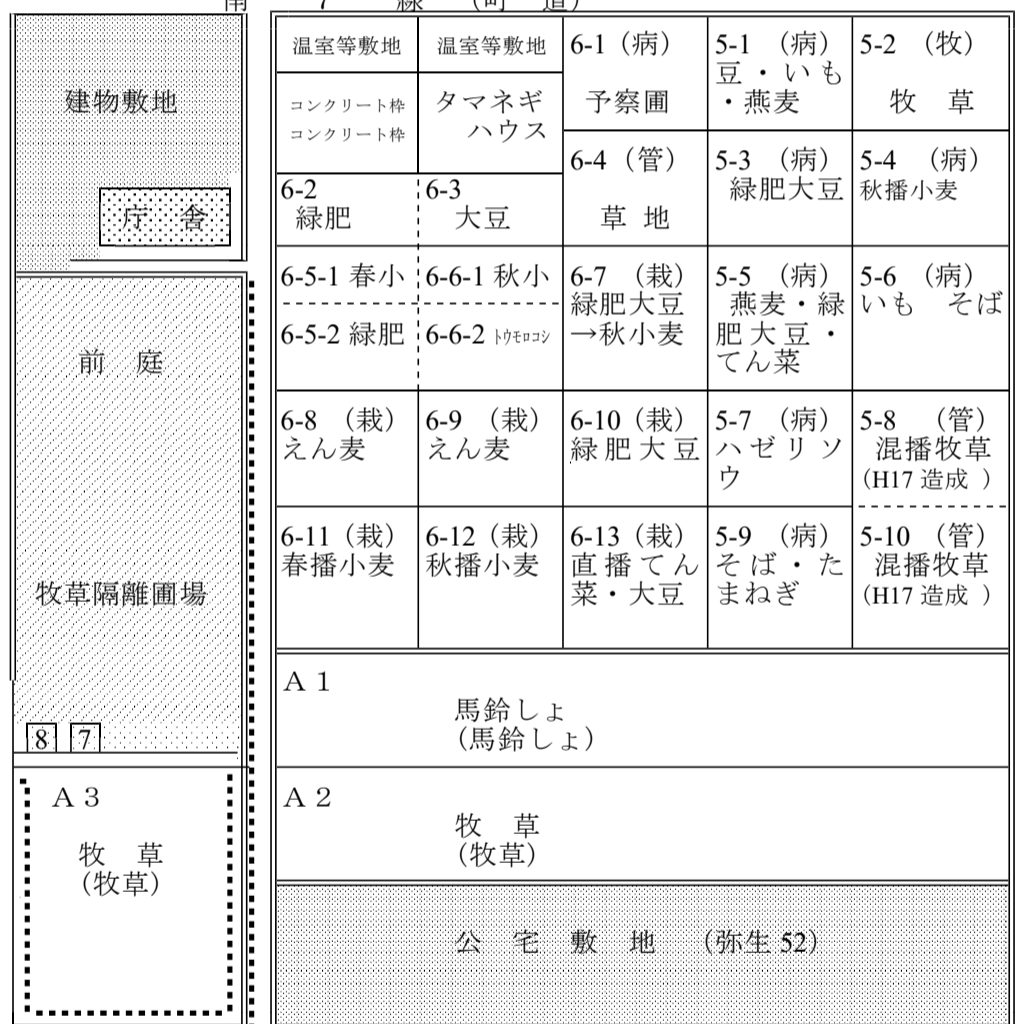 南 7 線 (町 道)
建物敷地
庁 舎
前 庭
牧草隔離圃場
8 7
A 3
牧 草
(牧草)
温室等敷地
温室等敷地
コンクリート枠
コンクリート枠
タマネギ
ハウス
6-1 (病)
予察圃
5-1 (病)
豆・いも
・燕麦
5-2 (牧)
牧 草
6-2
緑肥
6-3
大豆
6-4 (管)
草 地
5-3 (病)
緑肥大豆
5-4 (病)
秋播小麦
6-5-1 春小
6-5-2 緑肥
6-6-1 秋小
6-6-2 トウモロコシ
6-7 (栽)
緑肥大豆
→秋小麦
5-5 (病)
燕麦・緑
肥大豆・
てん菜
5-6 (病)
いも そば
6-8 (栽)
えん麦
6-9 (栽)
えん麦
6-10 (栽)
緑肥大豆
5-7 (病)
ハゼリソ
ウ
5-8 (管)
混播牧草
(H17 造成 )
6-11 (栽)
春播小麦
6-12 (栽)
秋播小麦
6-13 (栽)
直播てん
菜・大豆
5-9 (病)
そば・た
まねぎ
5-10 (管)
混播牧草
(H17 造成 )
A 1
馬鈴しょ
(馬鈴しょ)
A 2
牧 草
(牧草)
公 宅 敷 地 (弥生 52)